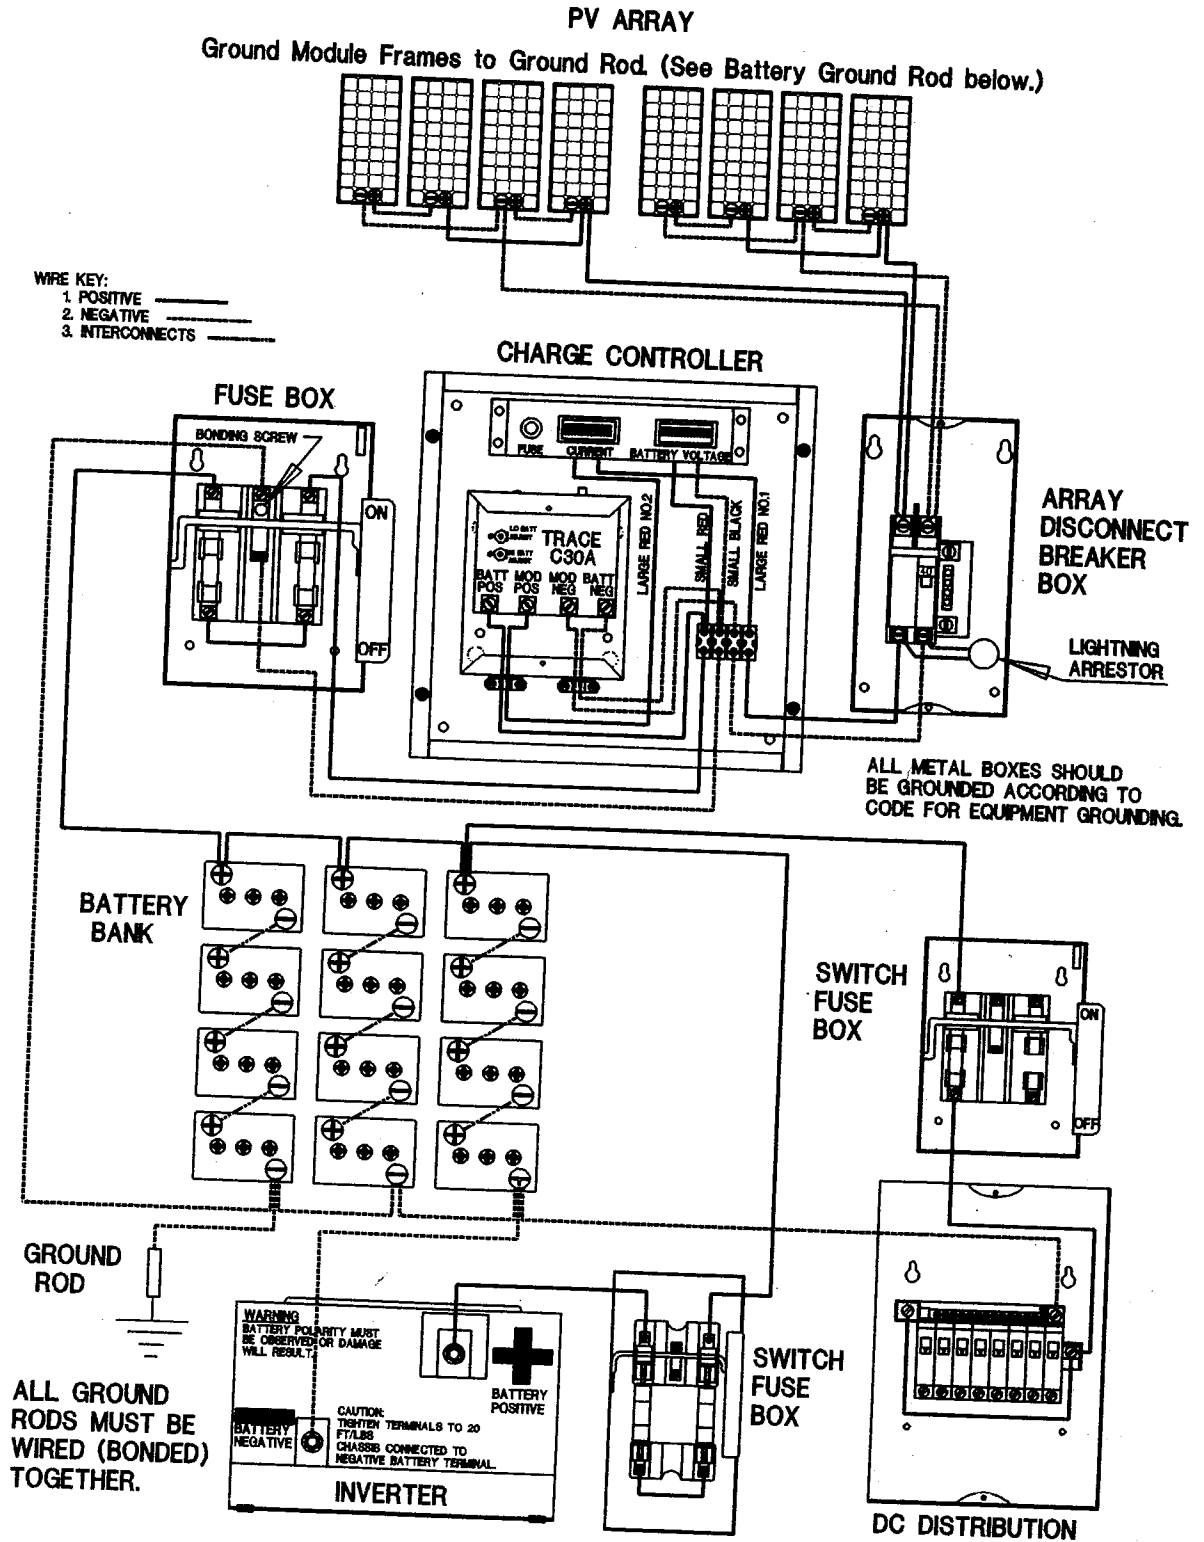 PV ARRAY
Ground Module Frames to Ground Rod. (See Battery Ground Rod below.)
WIRE KEY:
1. POSITIVE
2. NEGATIVE
3. INTERCONNECTS
CHARGE CONTROLLER
FUSE BOX
BONDING SCREW
ON
OFF
FUSE
CURRENT
BATTERY VOLTAGE
LO BATT
ADJUST
HI BATT
ADJUST
TRACE
C30A
BATT
POS
MOD
POS
MOD
NEG
BATT
NEG
LARGE RED NO.2
SMALL RED
SMALL BLACK
LARGE RED NO.1
ARRAY
DISCONNECT
BREAKER
BOX
LIGHTNING
ARRESTOR
ALL METAL BOXES SHOULD
BE GROUNDED ACCORDING TO
CODE FOR EQUIPMENT GROUNDING.
BATTERY
BANK
SWITCH
FUSE
BOX
ON
OFF
GROUND
ROD
ALL GROUND
RODS MUST BE
WIRED (BONDED)
TOGETHER.
WARNING
BATTERY POLARITY MUST
BE OBSERVED OR DAMAGE
WILL RESULT.
BATTERY
POSITIVE
BATTERY
NEGATIVE
CAUTION:
TIGHTEN TERMINALS TO 20
FT/LBS
CHASSIS CONNECTED TO
NEGATIVE BATTERY TERMINAL.
INVERTER
SWITCH
FUSE
BOX
DC DISTRIBUTION